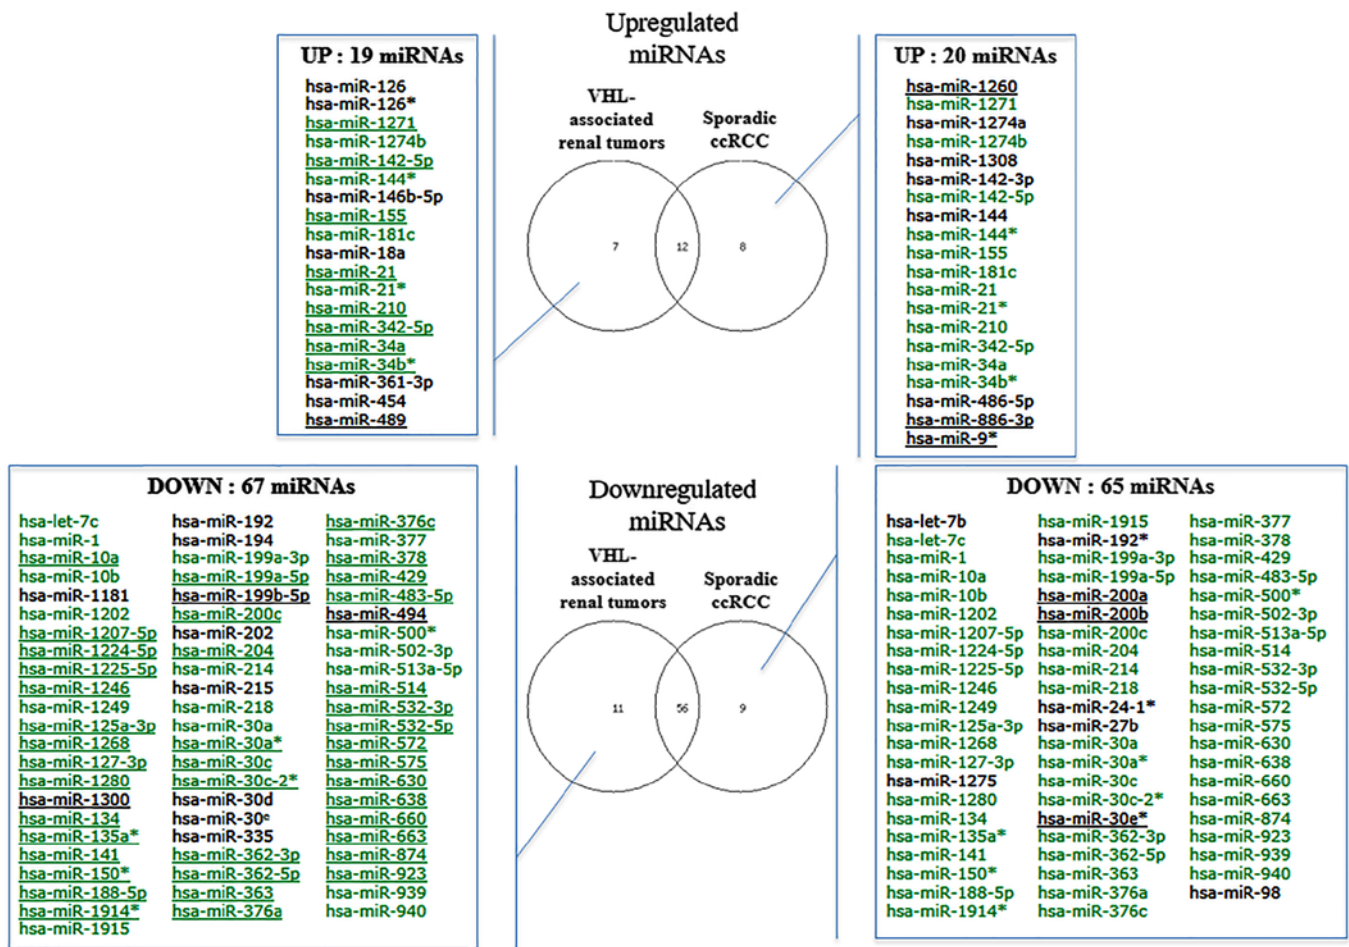 Upregulated
miRNAs
UP : 19 miRNAs
hsa-miR-126
hsa-miR-126*
hsa-miR-1271
hsa-miR-1274b
hsa-miR-142-5p
hsa-miR-144*
hsa-miR-146b-5p
hsa-miR-155
hsa-miR-181c
hsa-miR-18a
hsa-miR-21
hsa-miR-21*
hsa-miR-210
hsa-miR-342-5p
hsa-miR-34a
hsa-miR-34b*
hsa-miR-361-3p
hsa-miR-454
hsa-miR-489
VHL-
associated
renal tumors
Sporadic
ccRCC
7
12
8
UP : 20 miRNAs
hsa-miR-1260
hsa-miR-1271
hsa-miR-1274a
hsa-miR-1274b
hsa-miR-1308
hsa-miR-142-3p
hsa-miR-142-5p
hsa-miR-144
hsa-miR-144*
hsa-miR-155
hsa-miR-181c
hsa-miR-21
hsa-miR-21*
hsa-miR-210
hsa-miR-342-5p
hsa-miR-34a
hsa-miR-34b*
hsa-miR-486-5p
hsa-miR-886-3p
hsa-miR-9*
DOWN : 67 miRNAs
hsa-let-7c
hsa-miR-1
hsa-miR-10a
hsa-miR-10b
hsa-miR-1181
hsa-miR-1202
hsa-miR-1207-5p
hsa-miR-1224-5p
hsa-miR-1225-5p
hsa-miR-1246
hsa-miR-1249
hsa-miR-125a-3p
hsa-miR-1268
hsa-miR-127-3p
hsa-miR-1280
hsa-miR-1300
hsa-miR-134
hsa-miR-135a*
hsa-miR-141
hsa-miR-150*
hsa-miR-188-5p
hsa-miR-1914*
hsa-miR-1915
hsa-miR-192
hsa-miR-194
hsa-miR-199a-3p
hsa-miR-199a-5p
hsa-miR-199b-5p
hsa-miR-200c
hsa-miR-202
hsa-miR-204
hsa-miR-214
hsa-miR-215
hsa-miR-218
hsa-miR-30a
hsa-miR-30a*
hsa-miR-30c
hsa-miR-30c-2*
hsa-miR-30d
hsa-miR-30e
hsa-miR-335
hsa-miR-362-3p
hsa-miR-362-5p
hsa-miR-363
hsa-miR-376a
hsa-miR-376c
hsa-miR-377
hsa-miR-378
hsa-miR-429
hsa-miR-483-5p
hsa-miR-494
hsa-miR-500*
hsa-miR-502-3p
hsa-miR-513a-5p
hsa-miR-514
hsa-miR-532-3p
hsa-miR-532-5p
hsa-miR-572
hsa-miR-575
hsa-miR-630
hsa-miR-638
hsa-miR-660
hsa-miR-663
hsa-miR-874
hsa-miR-923
hsa-miR-939
hsa-miR-940
Downregulated
miRNAs
VHL-
associated
renal tumors
Sporadic
ccRCC
11
56
9
DOWN : 65 miRNAs
hsa-let-7b
hsa-let-7c
hsa-miR-1
hsa-miR-10a
hsa-miR-10b
hsa-miR-1202
hsa-miR-1207-5p
hsa-miR-1224-5p
hsa-miR-1225-5p
hsa-miR-1246
hsa-miR-1249
hsa-miR-125a-3p
hsa-miR-1268
hsa-miR-127-3p
hsa-miR-1275
hsa-miR-1280
hsa-miR-134
hsa-miR-135a*
hsa-miR-141
hsa-miR-150*
hsa-miR-188-5p
hsa-miR-1914*
hsa-miR-1915
hsa-miR-192*
hsa-miR-199a-3p
hsa-miR-199a-5p
hsa-miR-200a
hsa-miR-200b
hsa-miR-200c
hsa-miR-204
hsa-miR-214
hsa-miR-218
hsa-miR-24-1*
hsa-miR-27b
hsa-miR-30a
hsa-miR-30a*
hsa-miR-30c
hsa-miR-30c-2*
hsa-miR-30e*
hsa-miR-362-3p
hsa-miR-362-5p
hsa-miR-363
hsa-miR-376a
hsa-miR-376c
hsa-miR-377
hsa-miR-378
hsa-miR-429
hsa-miR-483-5p
hsa-miR-500*
hsa-miR-502-3p
hsa-miR-513a-5p
hsa-miR-514
hsa-miR-532-3p
hsa-miR-532-5p
hsa-miR-572
hsa-miR-575
hsa-miR-630
hsa-miR-638
hsa-miR-660
hsa-miR-663
hsa-miR-874
hsa-miR-923
hsa-miR-939
hsa-miR-940
hsa-miR-98